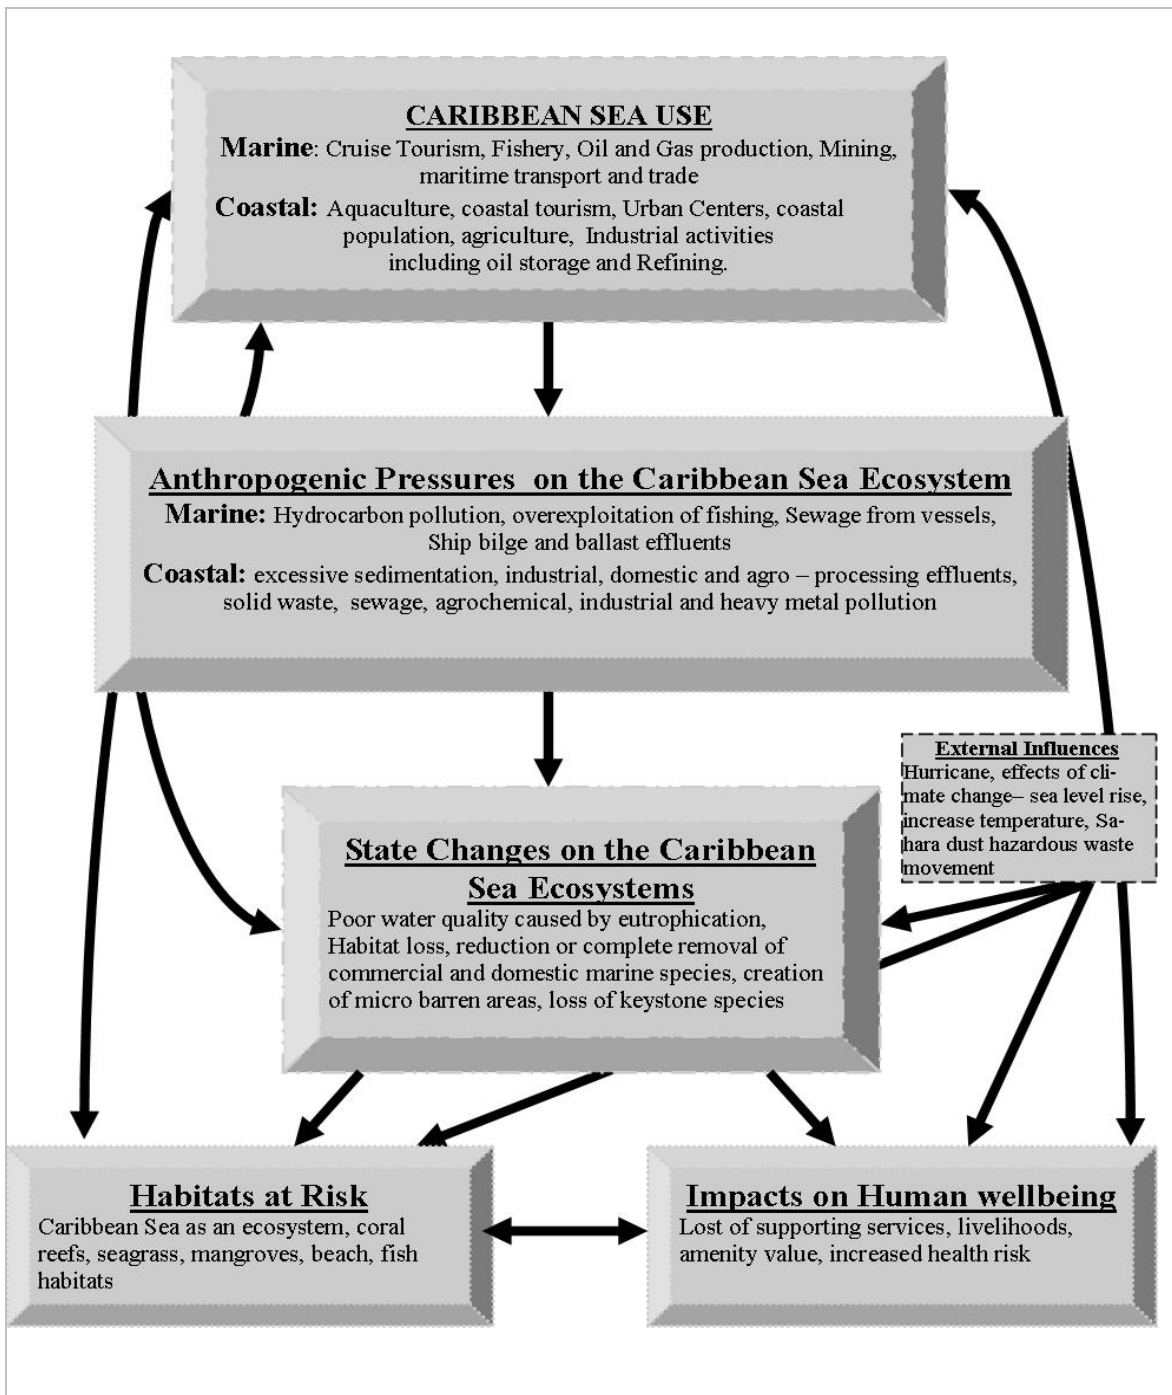 CARIBBEAN SEA USE
Marine: Cruise Tourism, Fishery, Oil and Gas production, Mining,
maritime transport and trade
Coastal: Aquaculture, coastal tourism, Urban Centers, coastal
population, agriculture, Industrial activities
including oil storage and Refining.
Anthropogenic Pressures on the Caribbean Sea Ecosystem
Marine: Hydrocarbon pollution, overexploitation of fishing, Sewage from vessels,
Ship bilge and ballast effluents
Coastal: excessive sedimentation, industrial, domestic and agro – processing effluents,
solid waste, sewage, agrochemical, industrial and heavy metal pollution
External Influences
Hurricane, effects of cli-
mate change– sea level rise,
increase temperature, Sa-
hara dust hazardous waste
movement
State Changes on the Caribbean
Sea Ecosystems
Poor water quality caused by eutrophication,
Habitat loss, reduction or complete removal of
commercial and domestic marine species, creation
of micro barren areas, loss of keystone species
Habitats at Risk
Caribbean Sea as an ecosystem, coral
reefs, seagrass, mangroves, beach, fish
habitats
Impacts on Human wellbeing
Lost of supporting services, livelihoods,
amenity value, increased health risk